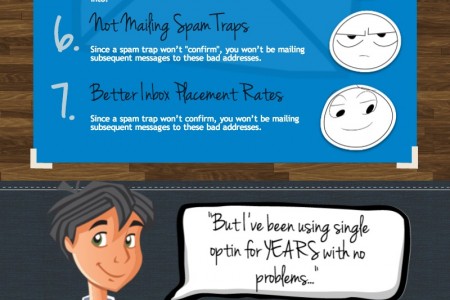 6. Not Mailing Spam Traps
Since a spam trap won't "confirm", you won't be mailing
subsequent messages to these bad addresses.
7. Better Inbox Placement Rates
Since a spam trap won't confirm, you won't be mailing
subsequent messages to these bad addresses.
"But I've been using single
optin for YEARS with no
problems..."